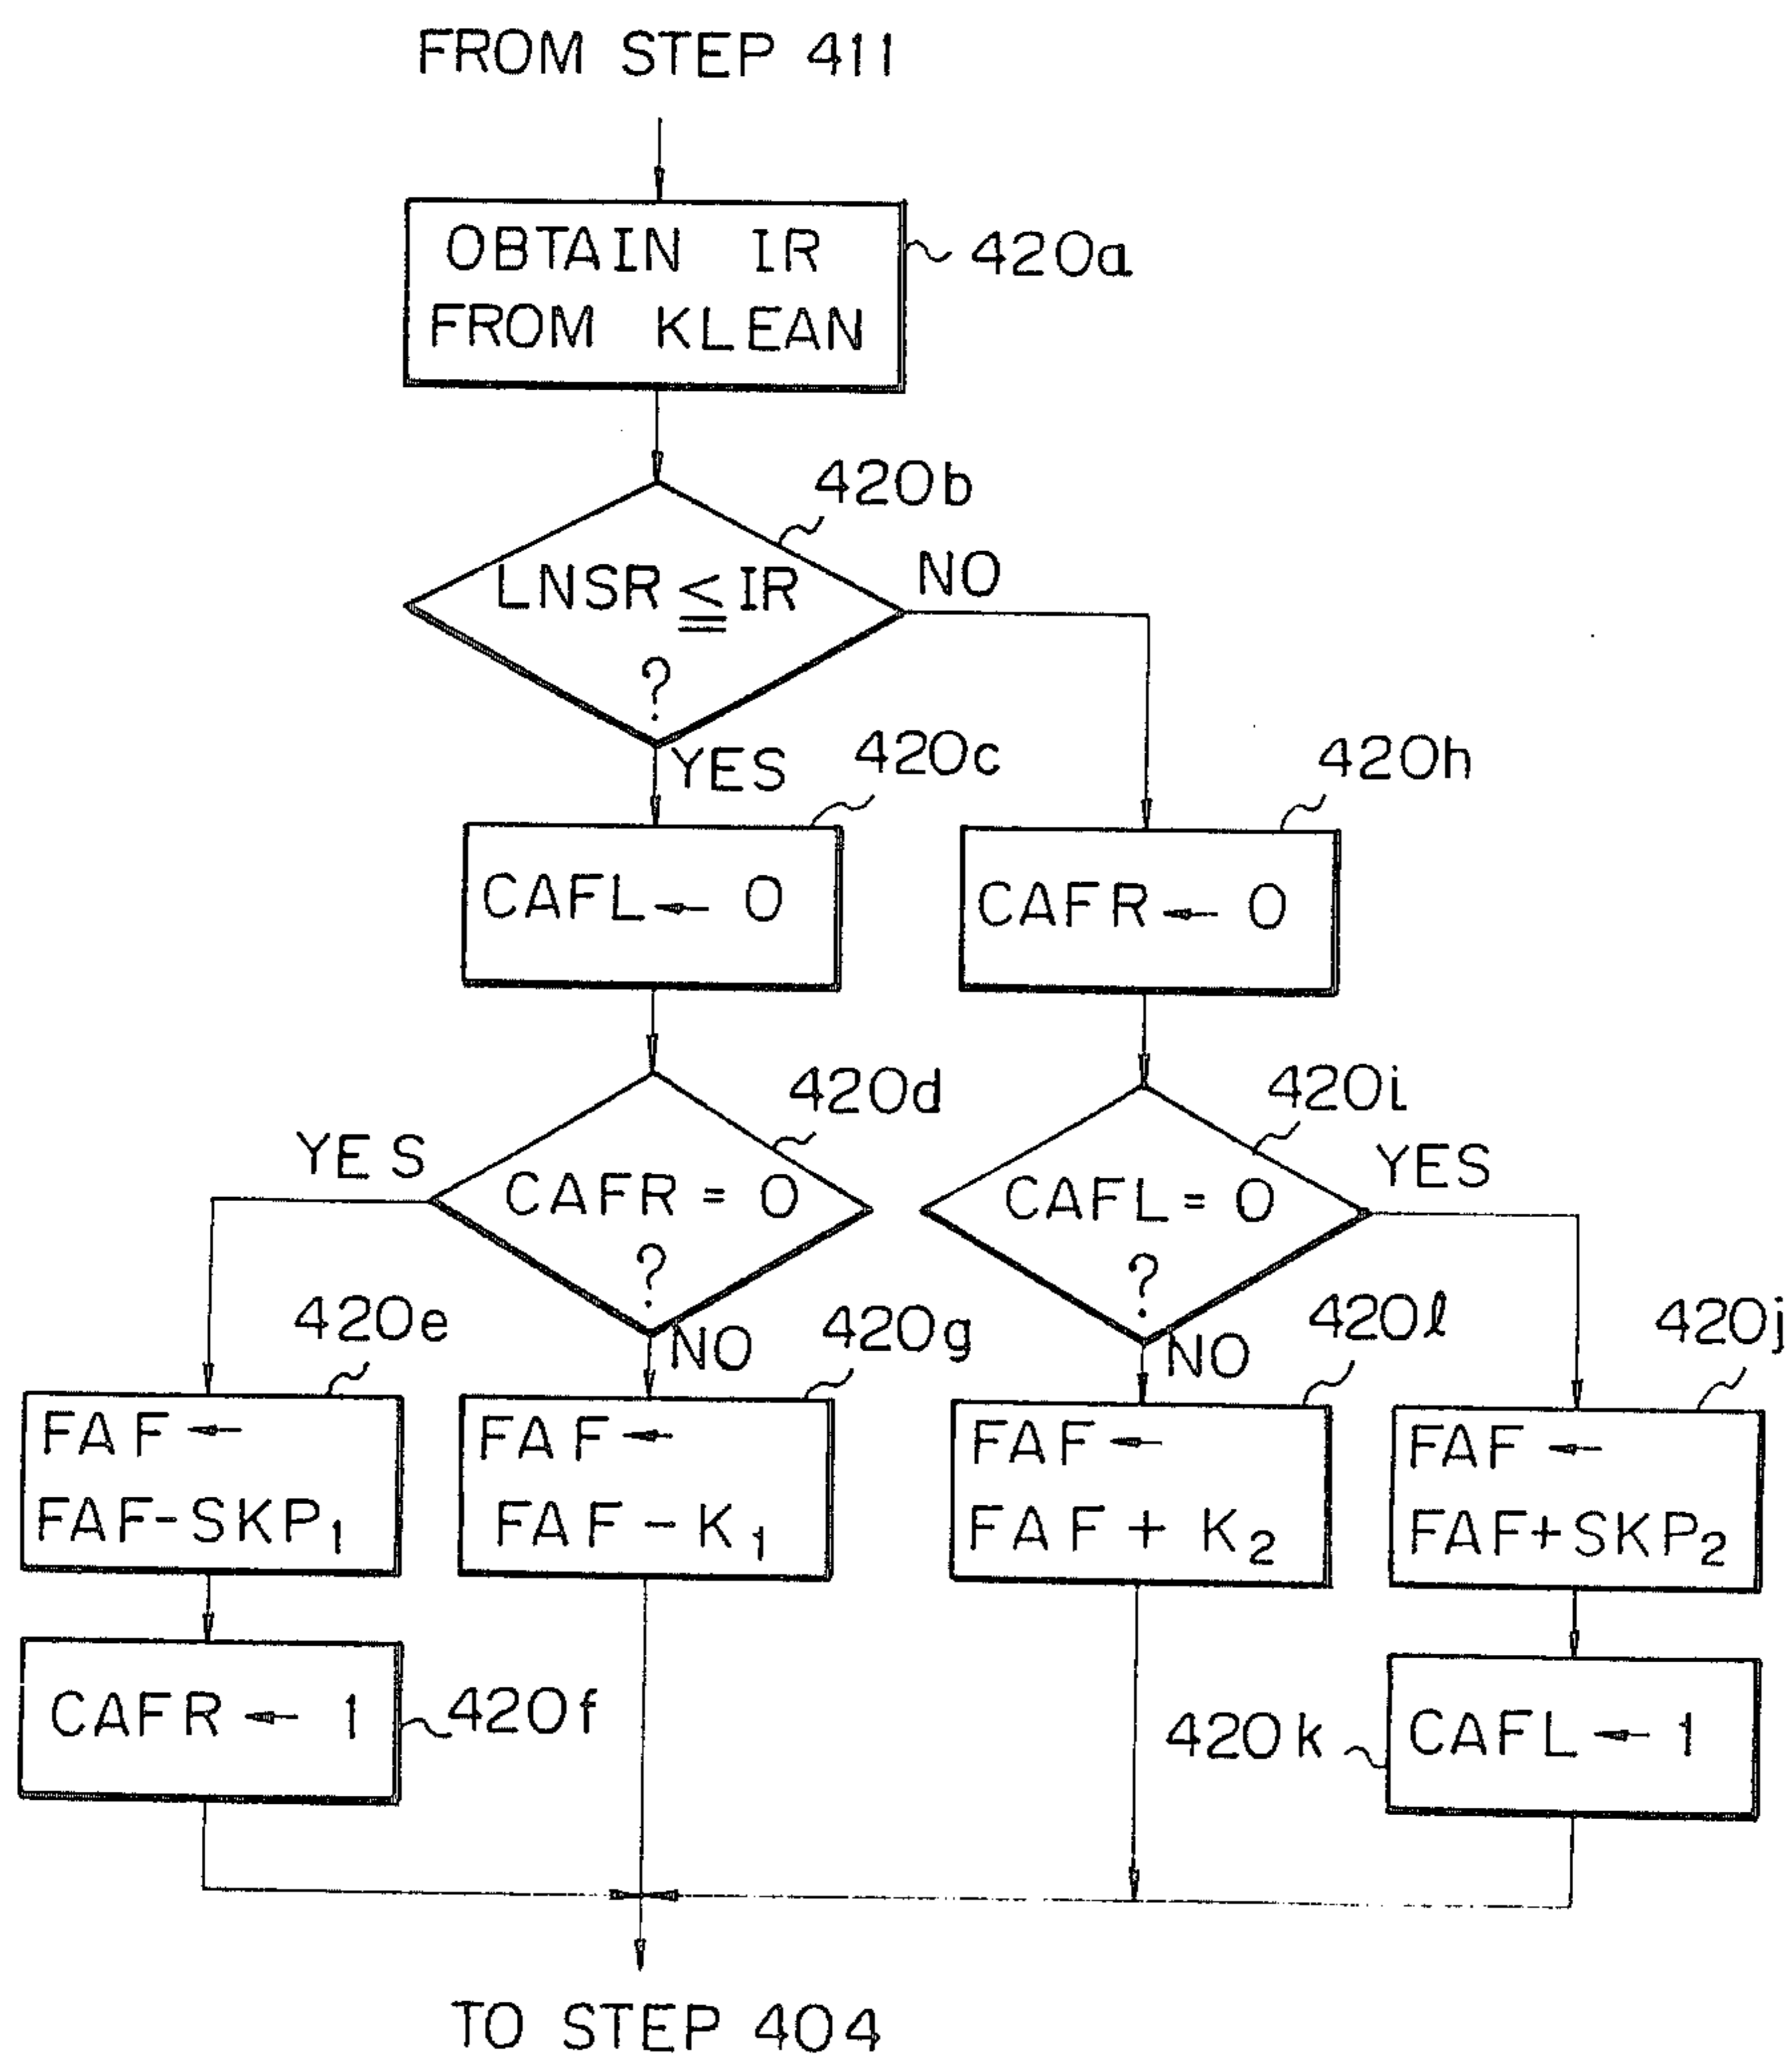 FROM STEP 411
OBTAIN IR
FROM KLEAN
420a
420b
LNSR ≦ IR
?
NO
YES
420c
420h
CAFL ← 0
CAFR ← 0
420d
420i
YES
CAFR = 0
?
CAFL = 0
?
YES
NO
NO
420e
420g
420l
420j
FAF ←
FAF-SKP₁
FAF ←
FAF - K₁
FAF ←
FAF + K₂
FAF ←
FAF+SKP₂
CAFR ← 1
420f
420k
CAFL ← 1
TO STEP 404